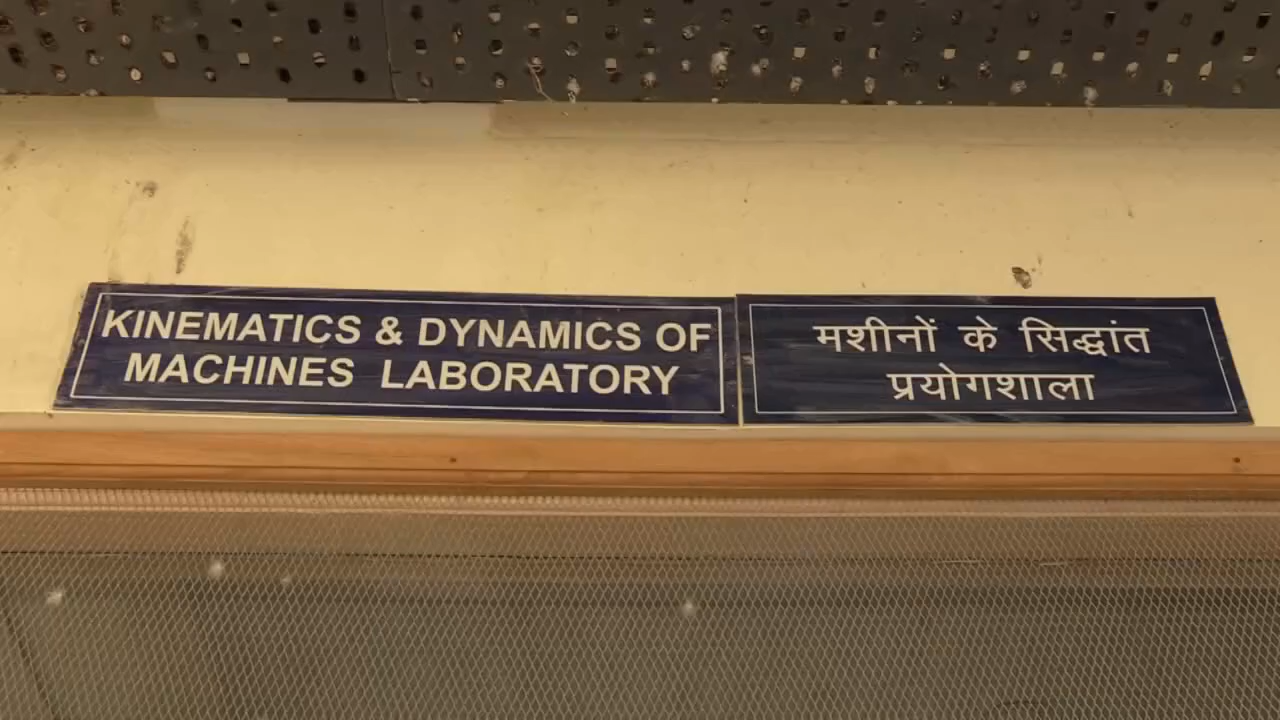 KINEMATICS & DYNAMICS OF
MACHINES LABORATORY
मशीनों के सिद्धांत
प्रयोगशाला